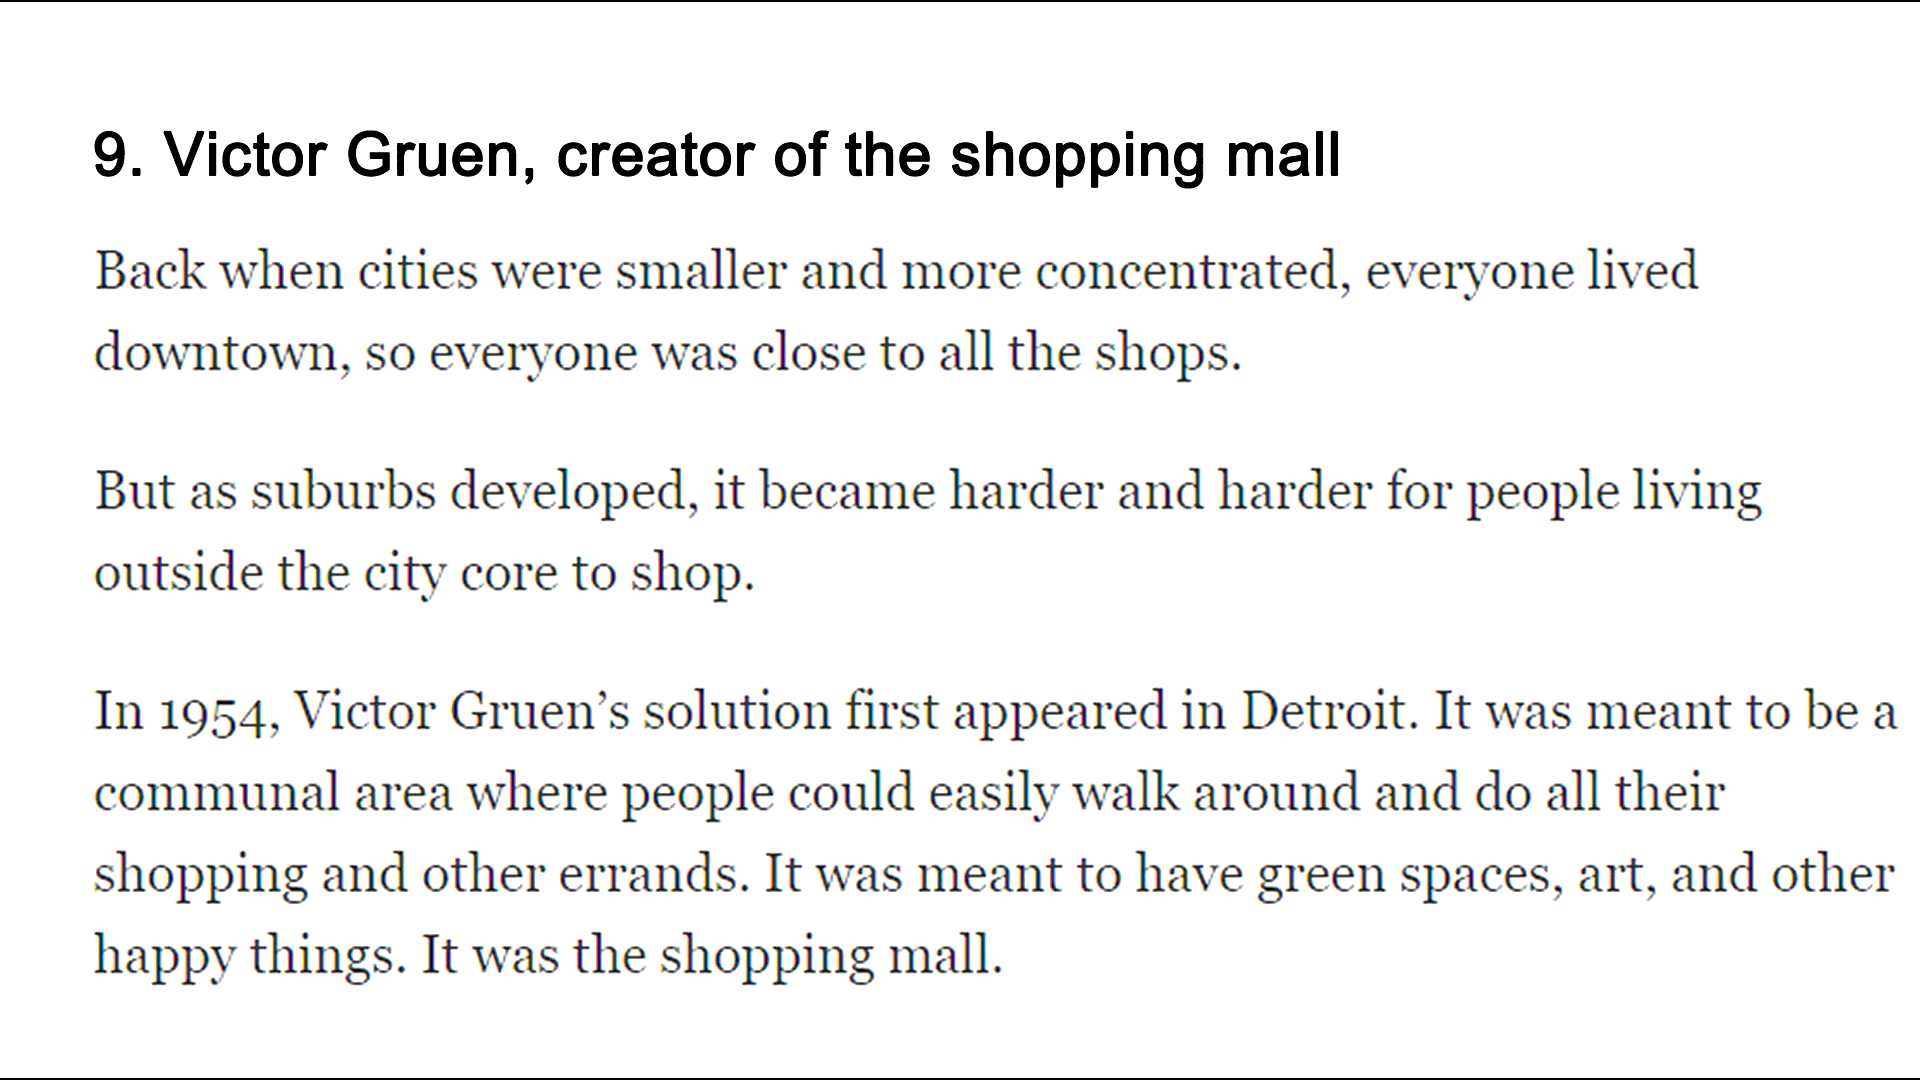 9. Victor Gruen, creator of the shopping mall
Back when cities were smaller and more concentrated, everyone lived
downtown, so everyone was close to all the shops.
But as suburbs developed, it became harder and harder for people living
outside the city core to shop.
In 1954, Victor Gruen’s solution first appeared in Detroit. It was meant to be a
communal area where people could easily walk around and do all their
shopping and other errands. It was meant to have green spaces, art, and other
happy things. It was the shopping mall.